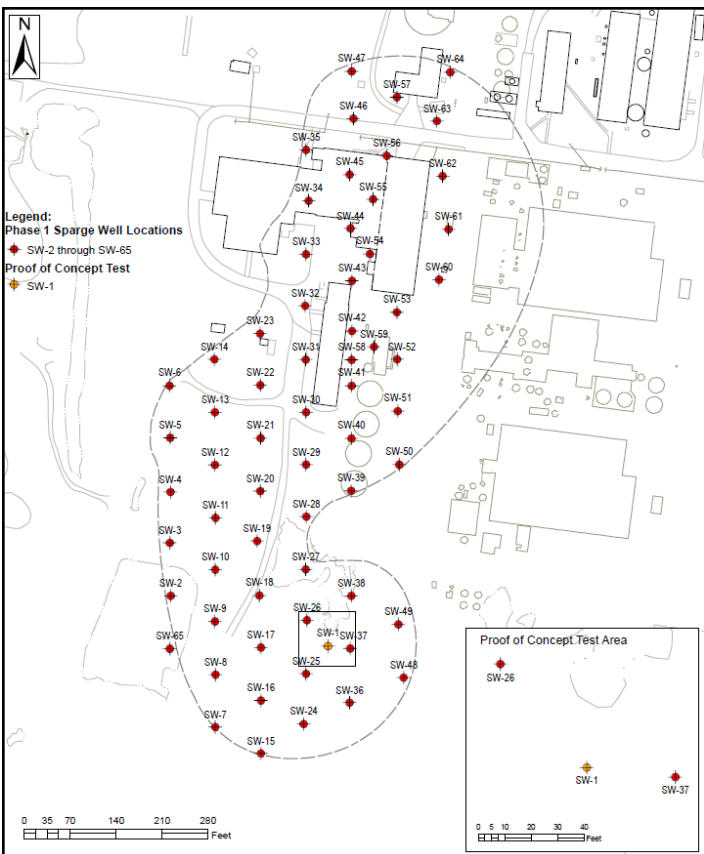 N
SW-47
SW-64
SW-57
SW-46
SW-63
SW-35
SW-56
SW-45
SW-62
SW-34
SW-55
Legend:
Phase 1 Sparge Well Locations
SW-2 through SW-65
Proof of Concept Test
SW-1
SW-44
SW-61
SW-33
SW-54
SW-43
SW-60
SW-32
SW-53
SW-23
SW-42
SW-59
SW-14
SW-31
SW-58
SW-52
SW-6
SW-22
SW-41
SW-13
SW-30
SW-51
SW-5
SW-21
SW-40
SW-12
SW-29
SW-50
SW-4
SW-20
SW-39
SW-11
SW-28
SW-3
SW-19
SW-10
SW-27
SW-2
SW-18
SW-38
SW-9
SW-26
SW-49
SW-65
SW-17
SW-1
SW-37
SW-8
SW-25
SW-48
SW-16
SW-36
SW-7
SW-24
SW-15
Proof of Concept Test Area
SW-26
SW-1
SW-37
0 5 10 20 30 40
Feet
0 35 70 140 210 280
Feet